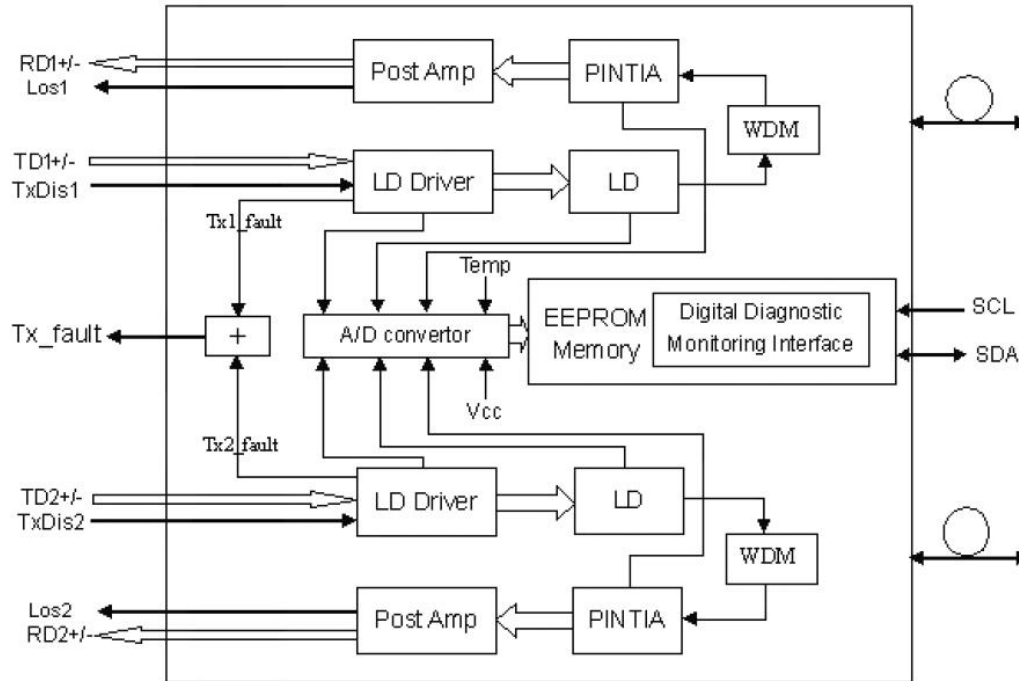 RD1+/-
Los1
Post Amp
PINTIA
WDM
TD1+/-
TxDis1
LD Driver
LD
Tx1_fault
Temp
Tx_fault
+
A/D convertor
EEPROM
Memory
Digital Diagnostic
Monitoring Interface
SCL
SDA
Vcc
Tx2_fault
TD2+/-
TxDis2
LD Driver
LD
WDM
Los2
RD2+/-
Post Amp
PINTIA